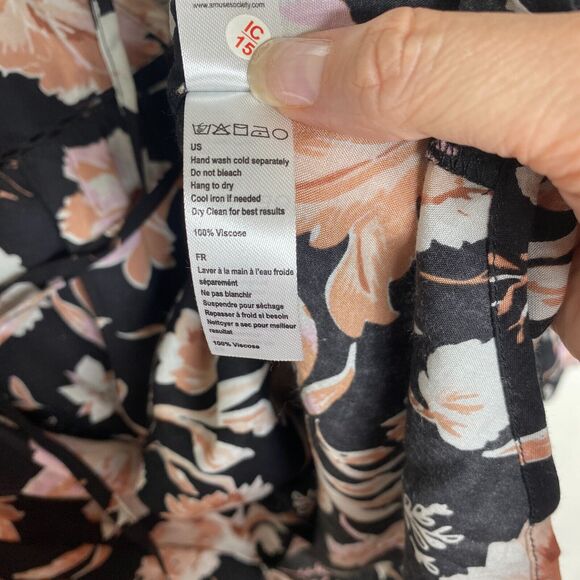 www.amusesociety.com
IC
15
US
Hand wash cold separately
Do not bleach
Hang to dry
Cool iron if needed
Dry Clean for best results
100% Viscose
FR
Laver à la main à l'eau froide
séparement
Ne pas blanchir
Suspendre pour séchage
Repasser à froid si besoin
Nettoyer a sec pour meilleur
resultat
100% Viscose